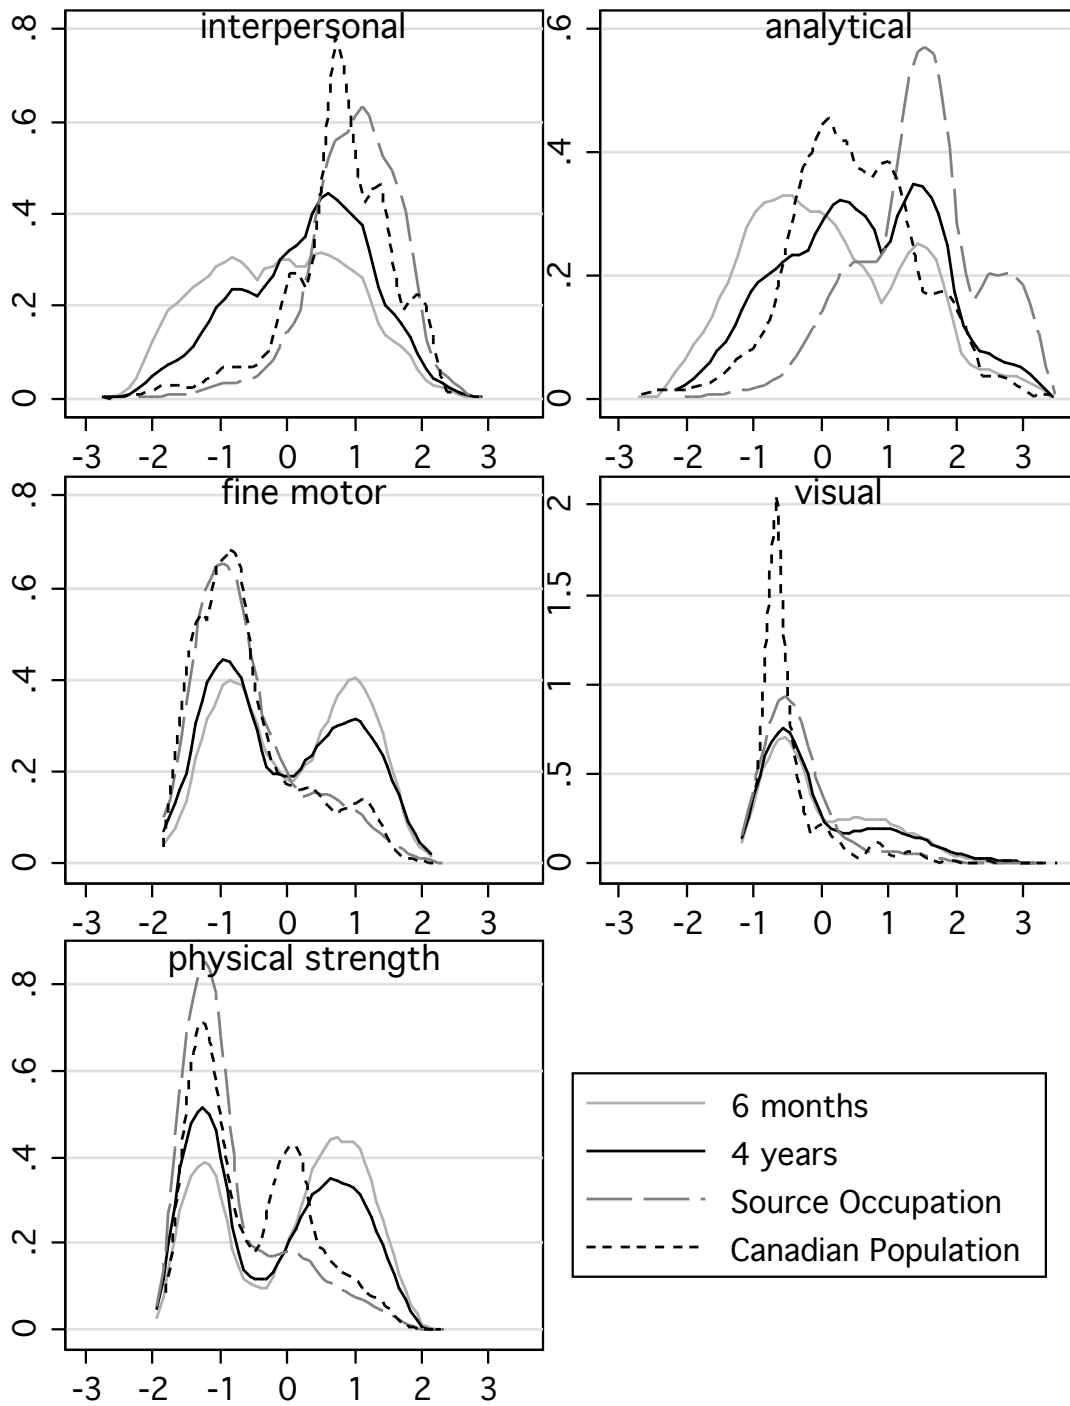 interpersonal
.8
.6
.4
.2
0
-3 -2 -1 0 1 2 3
analytical
.6
.4
.2
0
-3 -2 -1 0 1 2 3
fine motor
.8
.6
.4
.2
0
-3 -2 -1 0 1 2 3
visual
2
1.5
1
.5
0
-3 -2 -1 0 1 2 3
physical strength
.8
.6
.4
.2
0
-3 -2 -1 0 1 2 3
6 months
4 years
Source Occupation
Canadian Population